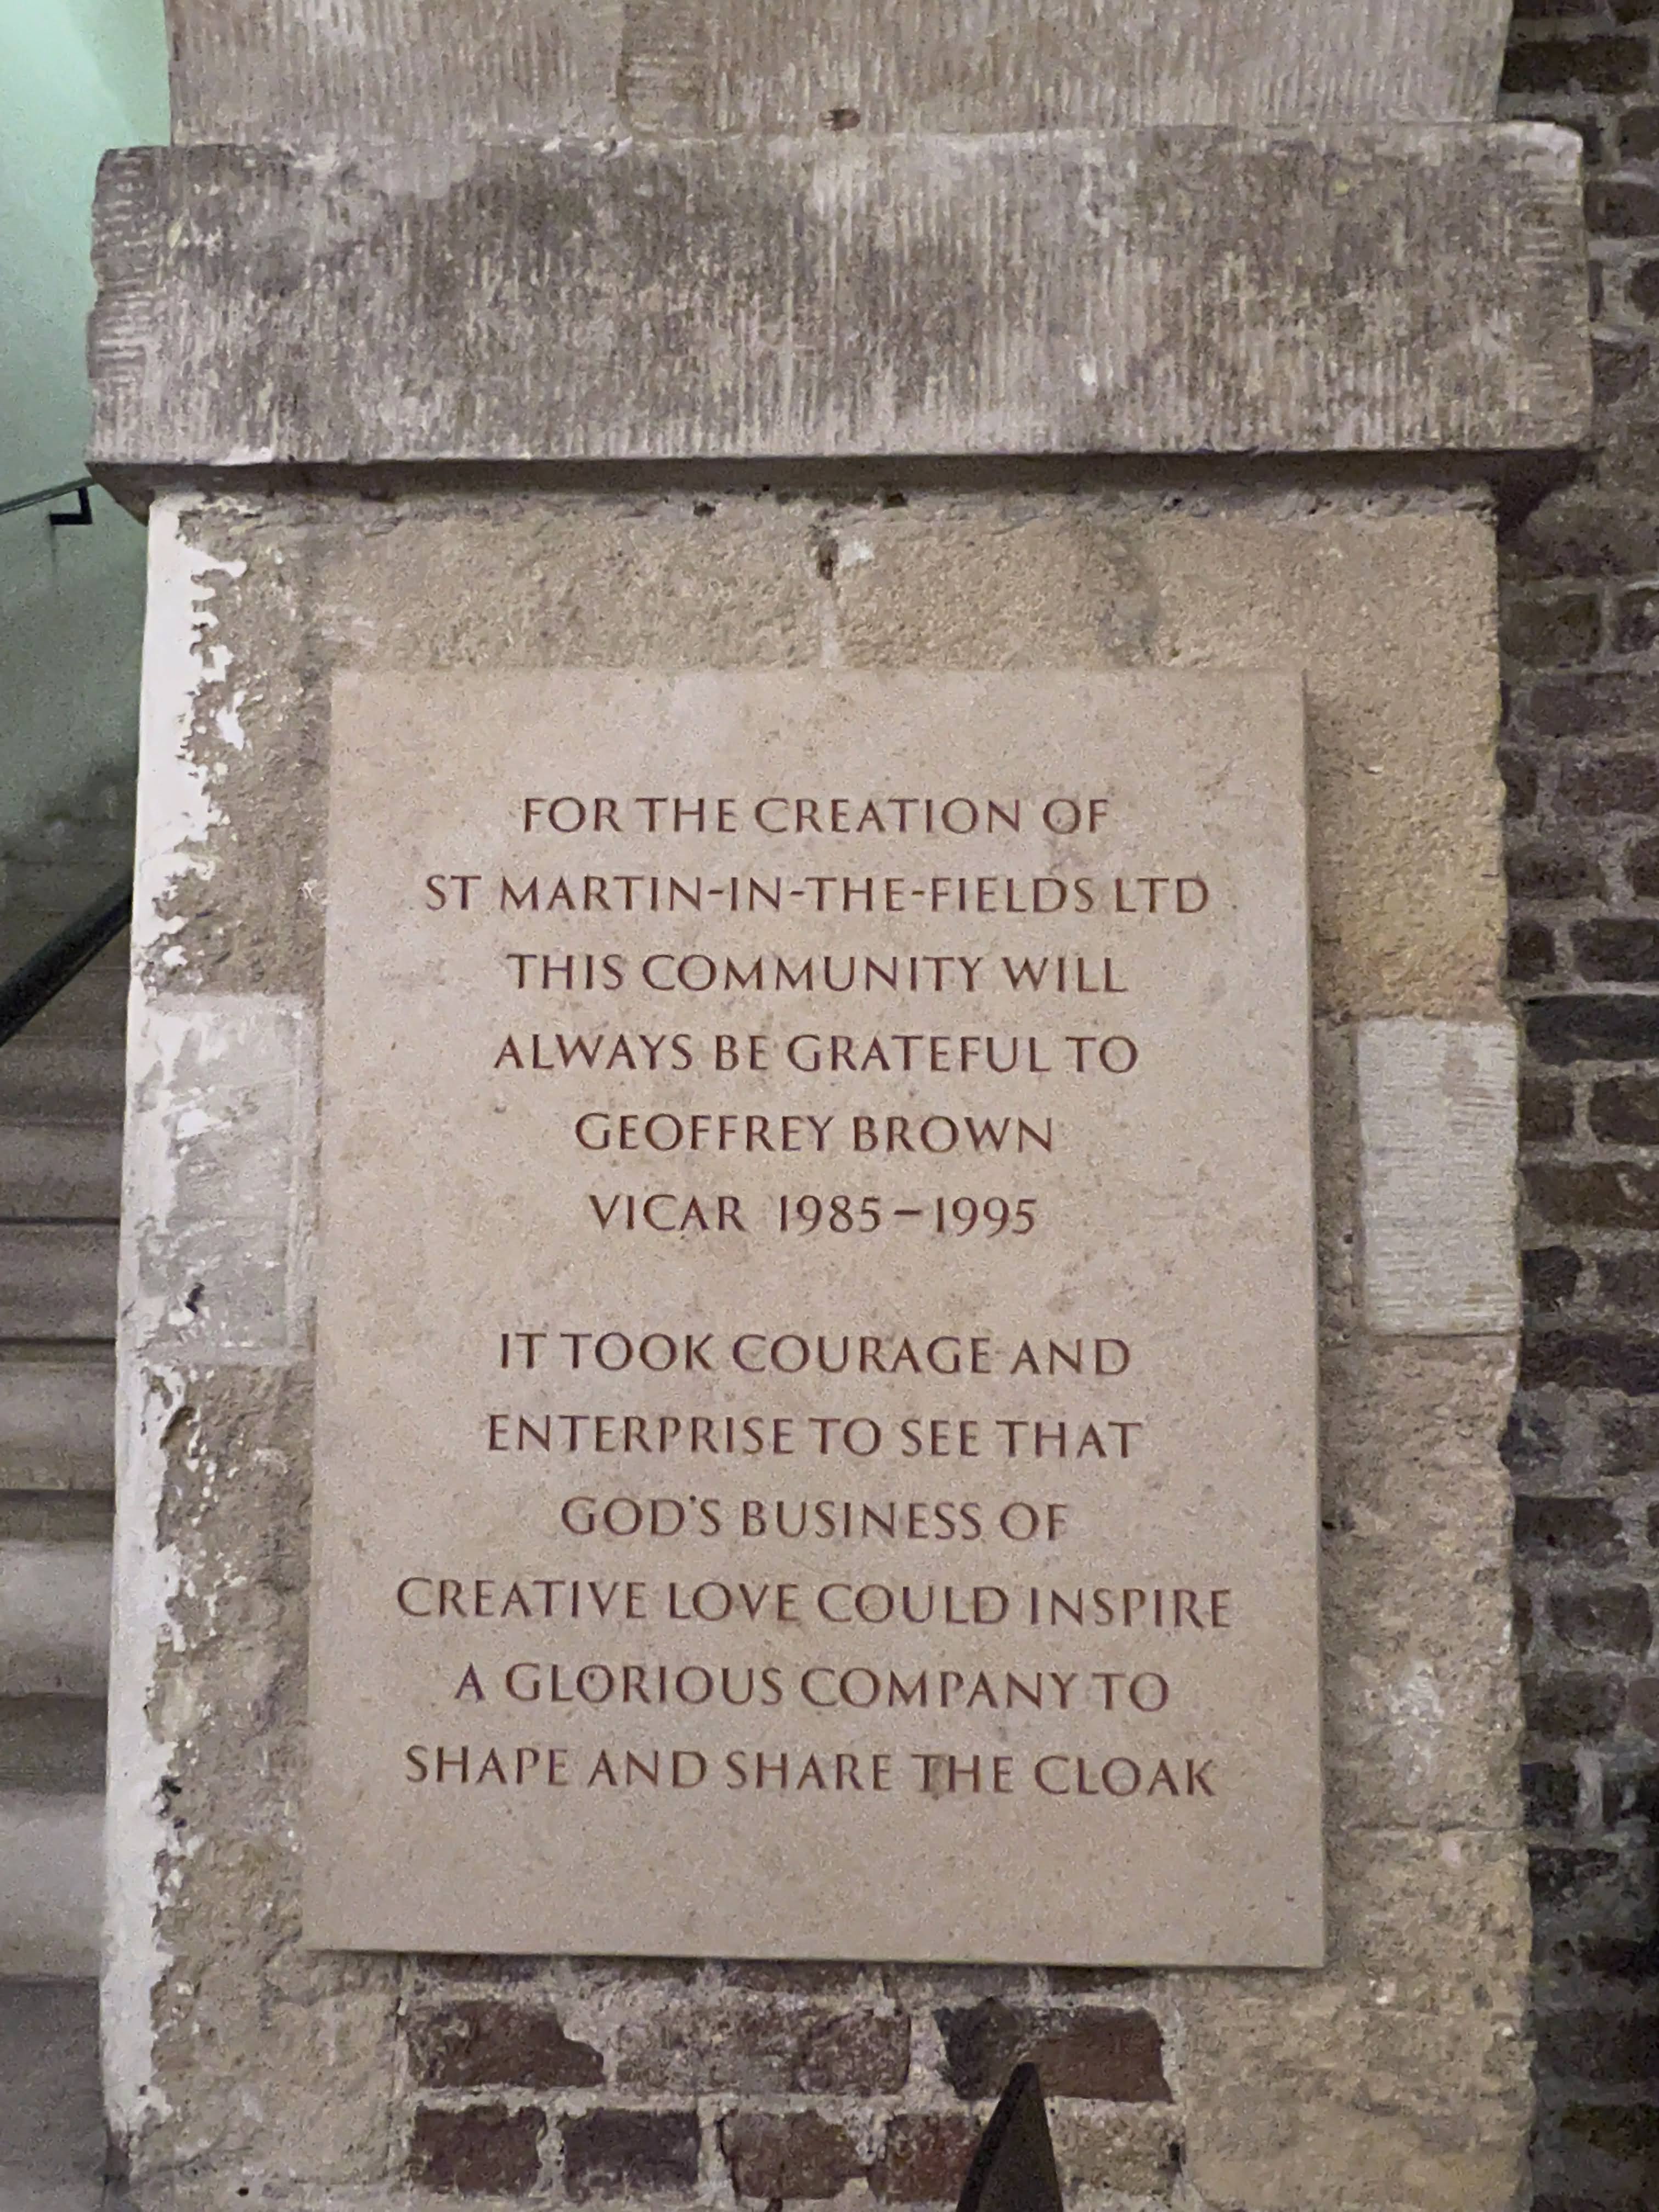 FOR THE CREATION OF
ST MARTIN-IN-THE-FIELDS LTD
THIS COMMUNITY WILL
ALWAYS BE GRATEFUL TO
GEOFFREY BROWN
VICAR 1985–1995
IT TOOK COURAGE AND
ENTERPRISE TO SEE THAT
GOD'S BUSINESS OF
CREATIVE LOVE COULD INSPIRE
A GLORIOUS COMPANY TO
SHAPE AND SHARE THE CLOAK